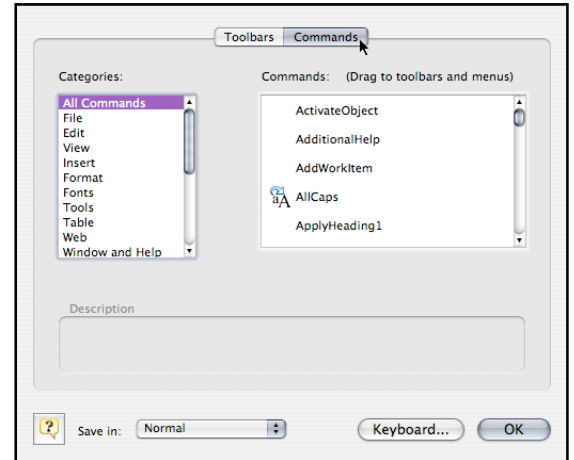 Toolbars Commands
Categories:
All Commands
File
Edit
View
Insert
Format
Fonts
Tools
Table
Web
Window and Help
Commands: (Drag to toolbars and menus)
ActivateObject
AdditionalHelp
AddWorkItem
aA AllCaps
ApplyHeading1
Description
? Save in: Normal Keyboard... OK